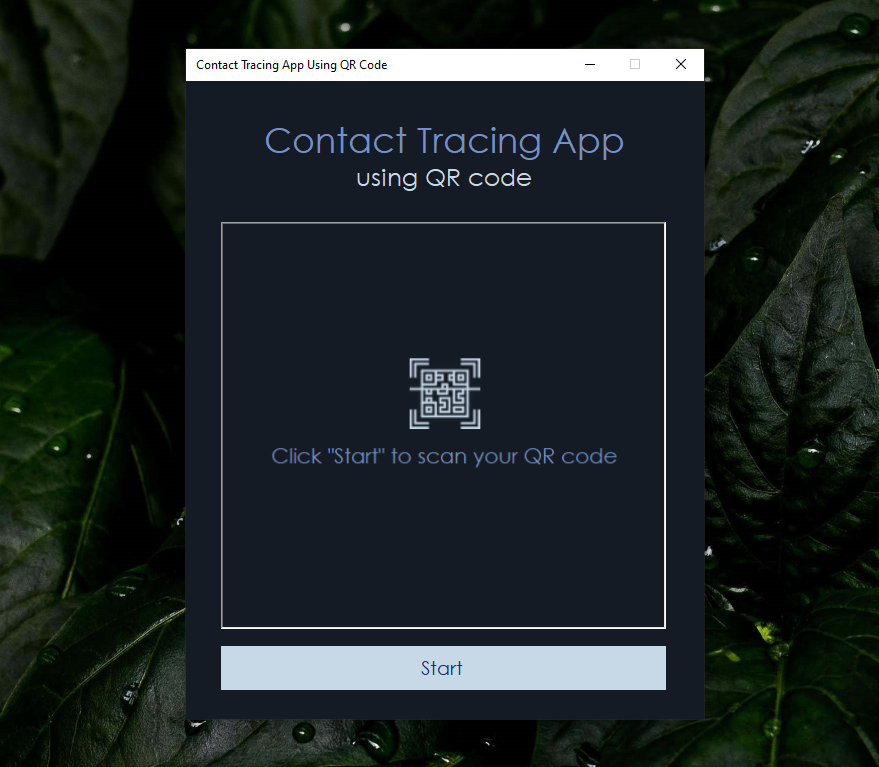 Contact Tracing App Using QR Code
Contact Tracing App
using QR code
Click "Start" to scan your QR code
Start